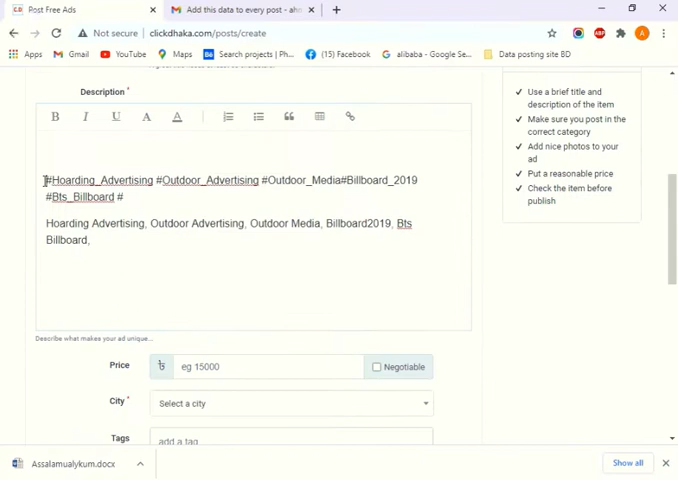 Post Free Ads
Add this data to every post - ahn
Not secure | clickdhaka.com/posts/create
Apps Gmail YouTube Maps Search projects | Ph... (13) Facebook alibaba - Google Se... Data posting site BD
Description *
Use a brief title and
description of the item
Make sure you post in the
correct category
Add nice photos to your
ad
Put a reasonable price
Check the item before
publish
B I U A A
#Hoarding_Advertising #Outdoor_Advertising #Outdoor_Media#Billboard_2019
#Bts_Billboard #
Hoarding Advertising, Outdoor Advertising, Outdoor Media, Billboard2019, Bts
Billboard,
Describe what makes your ad unique...
Price ৳ eg 15000 Negotiable
City * Select a city
Tags add a tag
Assalamualykum.docx Show all